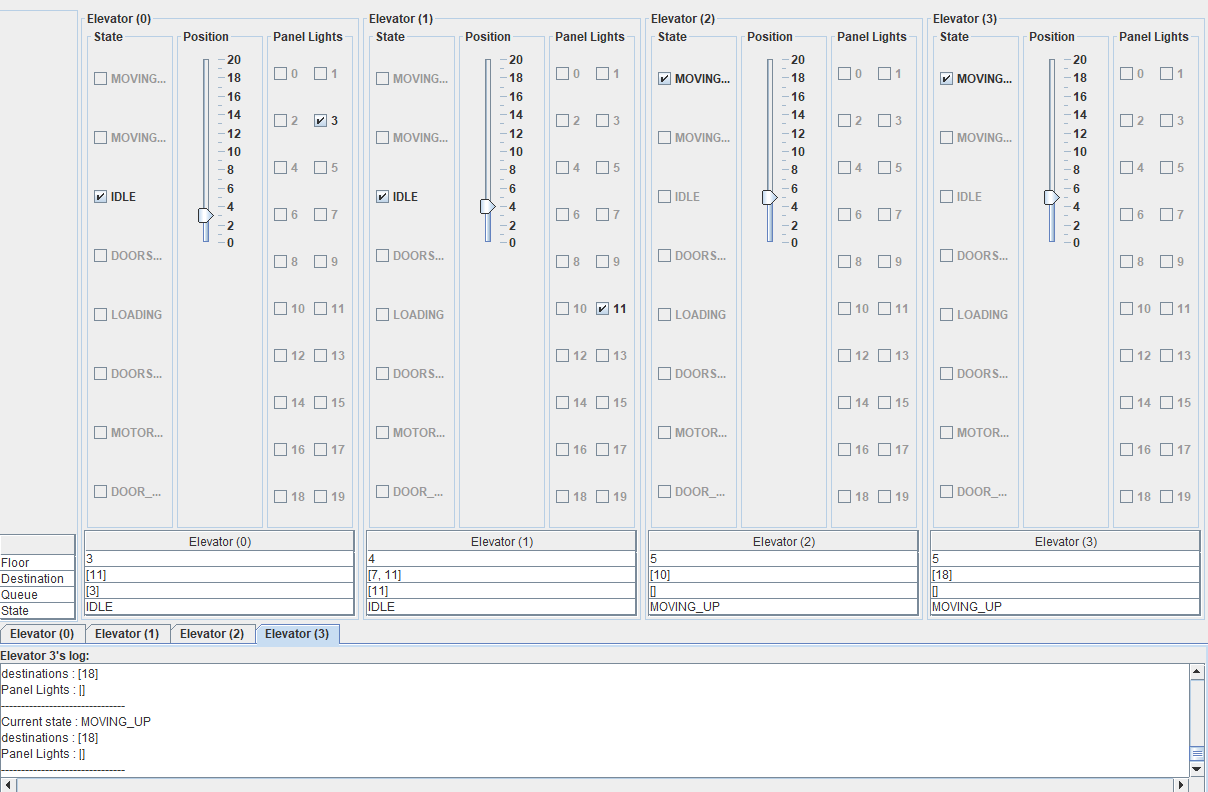 Elevator (0) Elevator (1) Elevator (2) Elevator (3)
State Position Panel Lights State Position Panel Lights State Position Panel Lights State Position Panel Lights
20 20 20 20
MOVING... 0 1 MOVING... 0 1 MOVING... 0 1 MOVING... 0 1
18 18 18 18
16 16 16 16
14 14 14 14
2 3 2 3 2 3 2 3
MOVING... 12 MOVING... 12 MOVING... 12 MOVING... 12
10 10 10 10
8 4 5 8 4 5 8 4 5 8 4 5
6 6 6 6
IDLE IDLE IDLE IDLE
4 4 4 4
6 7 6 7 6 7 6 7
2 2 2 2
0 0 0 0
DOORS... 8 9 DOORS... 8 9 DOORS... 8 9 DOORS... 8 9
LOADING 10 11 LOADING 10 11 LOADING 10 11 LOADING 10 11
12 13 12 13 12 13 12 13
DOORS... DOORS... DOORS... DOORS...
14 15 14 15 14 15 14 15
MOTOR... MOTOR... MOTOR... MOTOR...
16 17 16 17 16 17 16 17
DOOR_... 18 19 DOOR_... 18 19 DOOR_... 18 19 DOOR_... 18 19
Elevator (0) Elevator (1) Elevator (2) Elevator (3)
Floor 3 4 5 5
Destination [11] [7, 11] [10] [18]
Queue [3] [11] [] []
State IDLE IDLE MOVING_UP MOVING_UP
Elevator (0) Elevator (1) Elevator (2) Elevator (3)
Elevator 3's log:
destinations : [18]
Panel Lights : []
-------------------------------
Current state : MOVING_UP
destinations : [18]
Panel Lights : []
-------------------------------